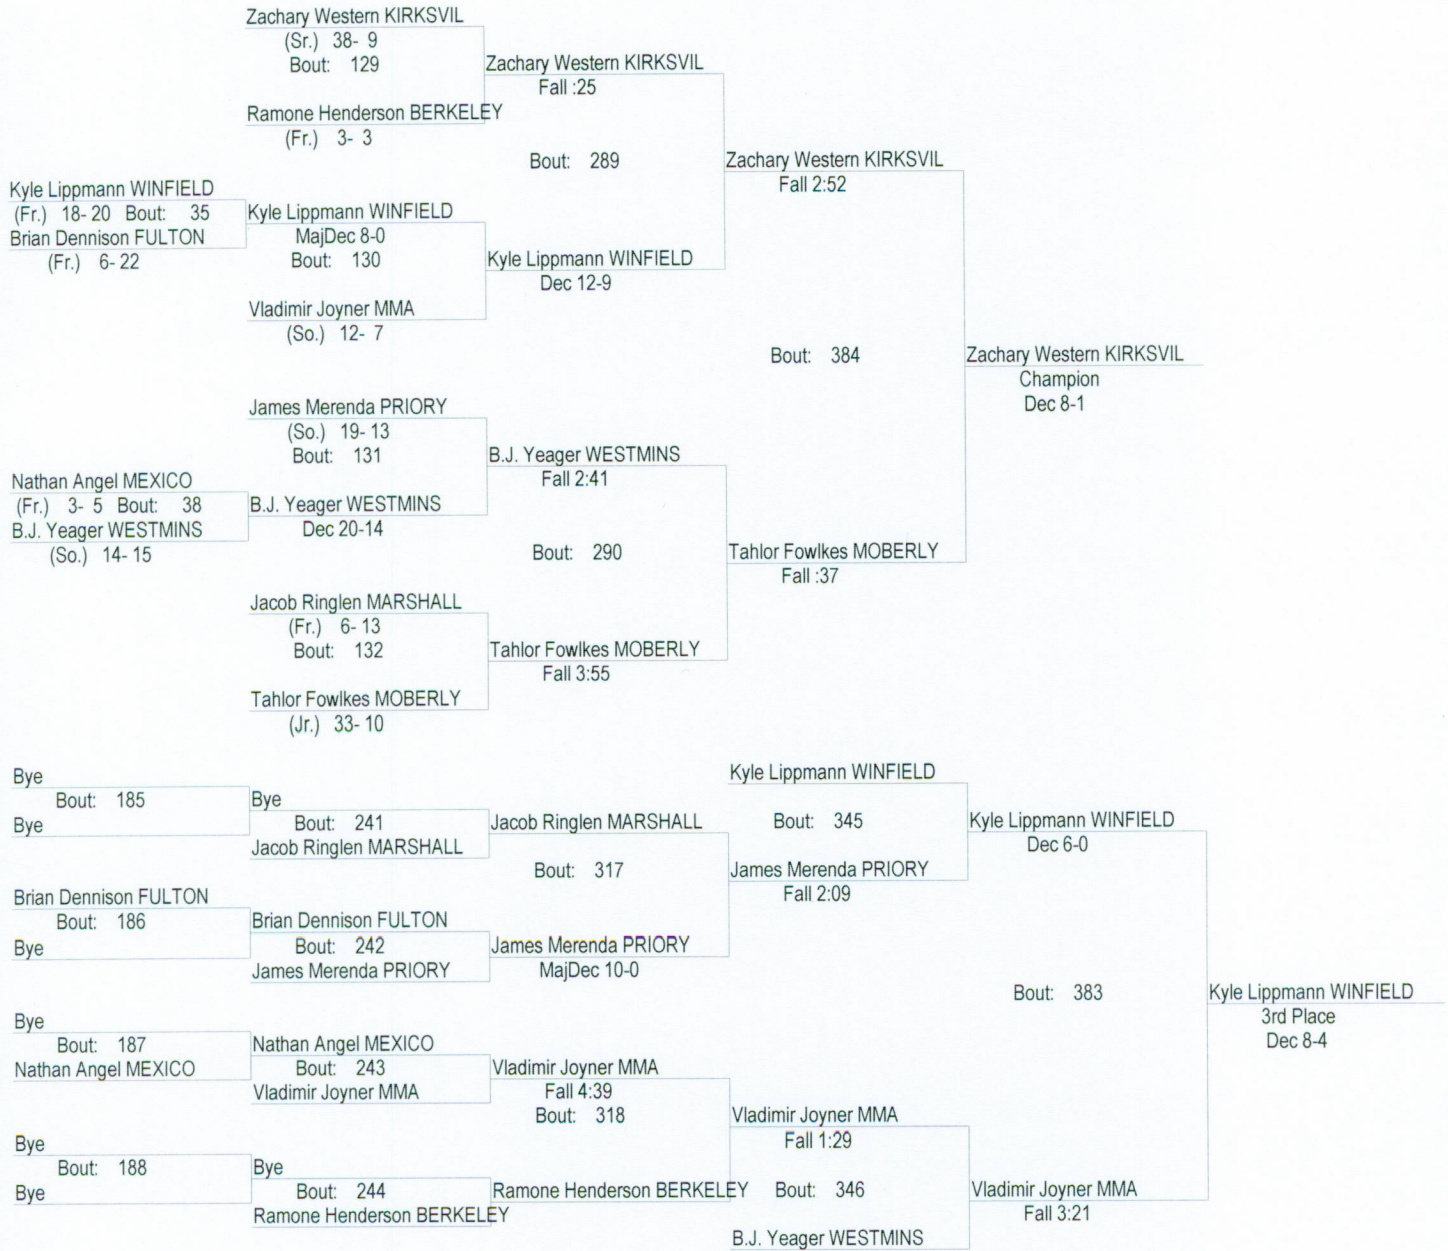 Zachary Western KIRKSVIL
(Sr.) 38- 9
Bout: 129
Zachary Western KIRKSVIL
Fall :25
Ramone Henderson BERKELEY
(Fr.) 3- 3
Bout: 289
Zachary Western KIRKSVIL
Fall 2:52
Kyle Lippmann WINFIELD
(Fr.) 18- 20 Bout: 35
Brian Dennison FULTON
(Fr.) 6- 22
Kyle Lippmann WINFIELD
MajDec 8-0
Bout: 130
Kyle Lippmann WINFIELD
Dec 12-9
Vladimir Joyner MMA
(So.) 12- 7
Bout: 384
Zachary Western KIRKSVIL
Champion
Dec 8-1
James Merenda PRIORY
(So.) 19- 13
Bout: 131
B.J. Yeager WESTMINS
Fall 2:41
Nathan Angel MEXICO
(Fr.) 3- 5 Bout: 38
B.J. Yeager WESTMINS
(So.) 14- 15
B.J. Yeager WESTMINS
Dec 20-14
Bout: 290
Tahlor Fowlkes MOBERLY
Fall :37
Jacob Ringlen MARSHALL
(Fr.) 6- 13
Bout: 132
Tahlor Fowlkes MOBERLY
Fall 3:55
Tahlor Fowlkes MOBERLY
(Jr.) 33- 10
Bye
Bout: 185
Bye
Bye
Bout: 241
Jacob Ringlen MARSHALL
Jacob Ringlen MARSHALL
Bout: 317
Kyle Lippmann WINFIELD
Bout: 345
James Merenda PRIORY
Fall 2:09
Kyle Lippmann WINFIELD
Dec 6-0
Brian Dennison FULTON
Bout: 186
Bye
Brian Dennison FULTON
Bout: 242
James Merenda PRIORY
James Merenda PRIORY
MajDec 10-0
Bout: 383
Kyle Lippmann WINFIELD
3rd Place
Dec 8-4
Bye
Bout: 187
Nathan Angel MEXICO
Nathan Angel MEXICO
Bout: 243
Vladimir Joyner MMA
Vladimir Joyner MMA
Fall 4:39
Bout: 318
Vladimir Joyner MMA
Fall 1:29
Bye
Bout: 188
Bye
Bye
Bout: 244
Ramone Henderson BERKELEY
Ramone Henderson BERKELEY
Bout: 346
B.J. Yeager WESTMINS
Vladimir Joyner MMA
Fall 3:21